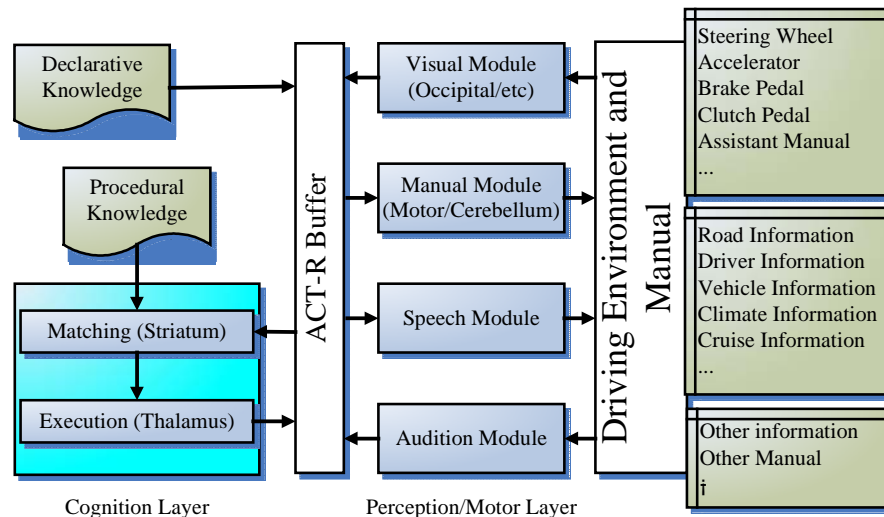 Declarative
Knowledge
Procedural
Knowledge
Matching (Striatum)
Execution (Thalamus)
Cognition Layer
ACT-R Buffer
Visual Module
(Occipital/etc)
Manual Module
(Motor/Cerebellum)
Speech Module
Audition Module
Perception/Motor Layer
Driving Environment and
Manual
Steering Wheel
Accelerator
Brake Pedal
Clutch Pedal
Assistant Manual
...
Road Information
Driver Information
Vehicle Information
Climate Information
Cruise Information
...
Other information
Other Manual